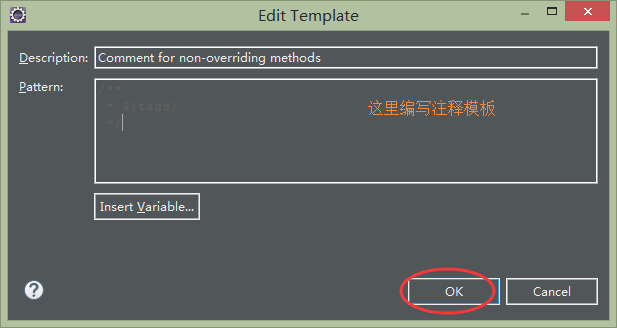 Edit Template
Description:
Comment for non-overriding methods
Pattern:
/**
* ${tags}
*/
这里编写注释模板
Insert Variable...
?
OK
Cancel